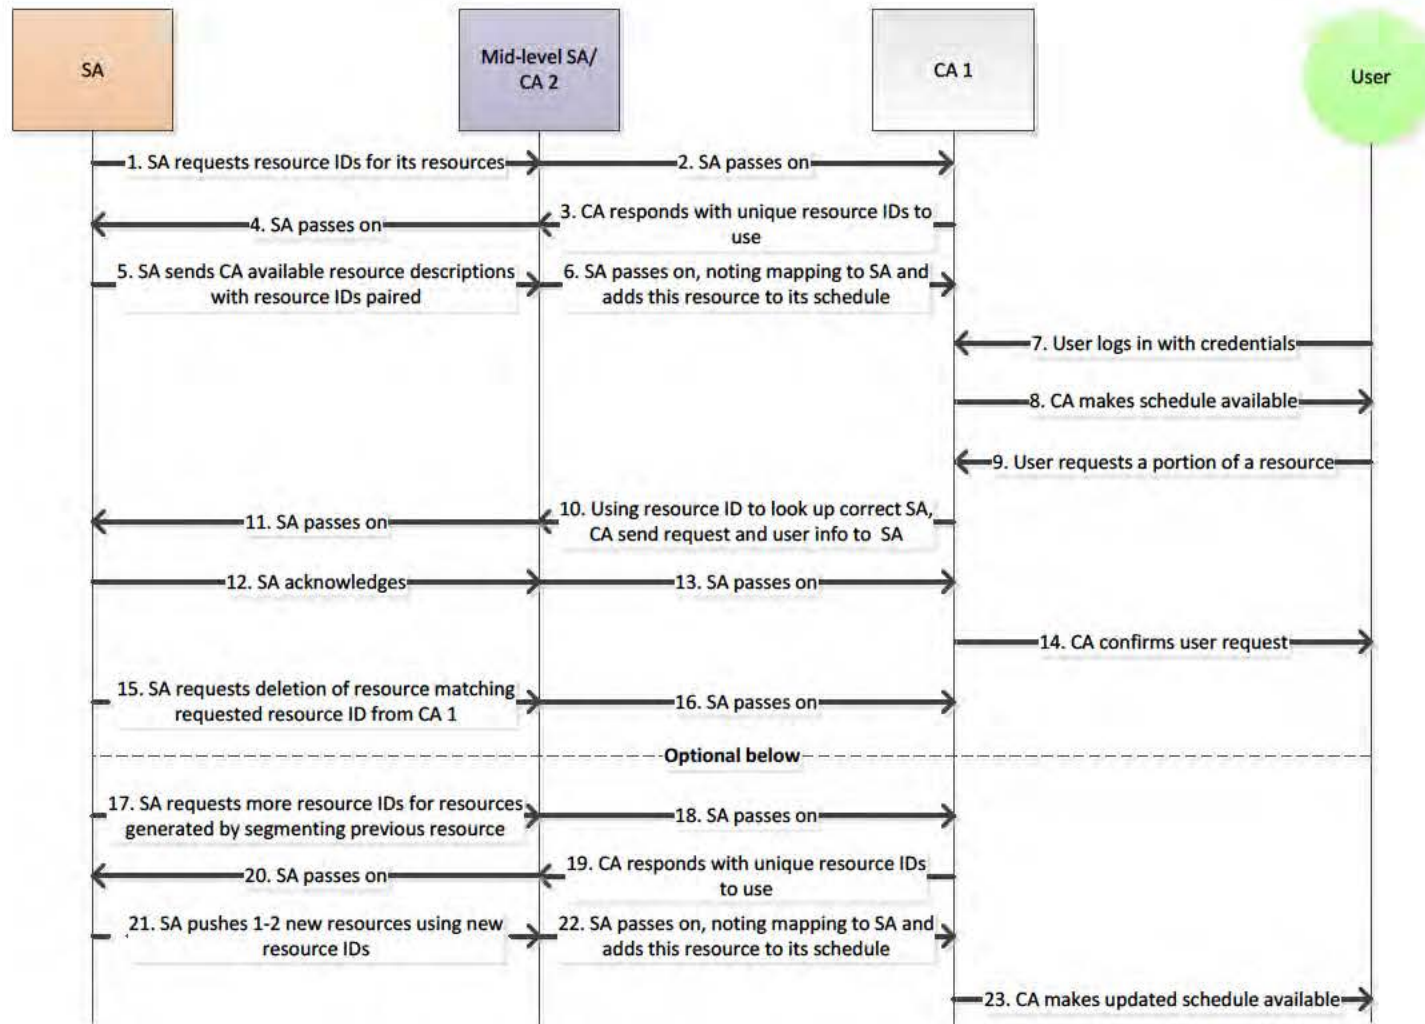 SA
Mid-level SA/
CA 2
CA 1
User
1. SA requests resource IDs for its resources
2. SA passes on
3. CA responds with unique resource IDs to
use
4. SA passes on
5. SA sends CA available resource descriptions
with resource IDs paired
6. SA passes on, noting mapping to SA and
adds this resource to its schedule
7. User logs in with credentials
8. CA makes schedule available
9. User requests a portion of a resource
10. Using resource ID to look up correct SA,
CA send request and user info to SA
11. SA passes on
12. SA acknowledges
13. SA passes on
14. CA confirms user request
15. SA requests deletion of resource matching
requested resource ID from CA 1
16. SA passes on
Optional below
17. SA requests more resource IDs for resources
generated by segmenting previous resource
18. SA passes on
19. CA responds with unique resource IDs
to use
20. SA passes on
21. SA pushes 1-2 new resources using new
resource IDs
22. SA passes on, noting mapping to SA and
adds this resource to its schedule
23. CA makes updated schedule available